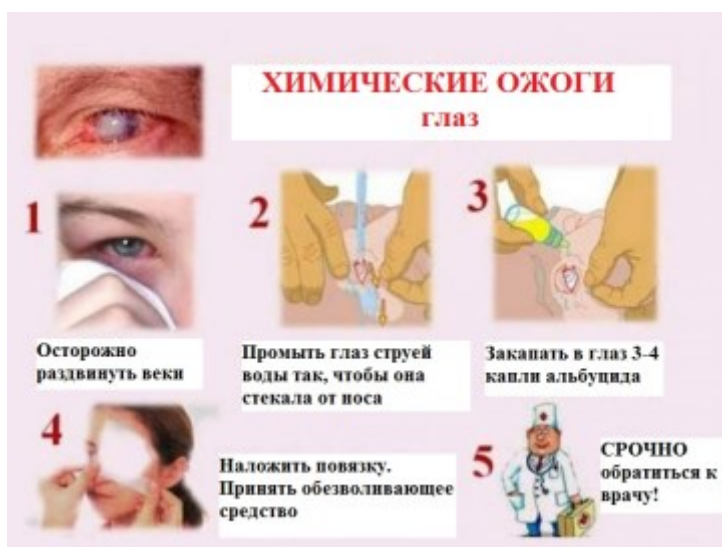 ХИМИЧЕСКИЕ ОЖОГИ
глаз
1
Осторожно
раздвинуть веки
2
Промыть глаз струей
воды так, чтобы она
стекала от носа
3
Закапать в глаз 3-4
капли альбуцида
4
Наложить повязку.
Принять обезволивающее
средство
5
СРОЧНО
обратиться к
врачу!